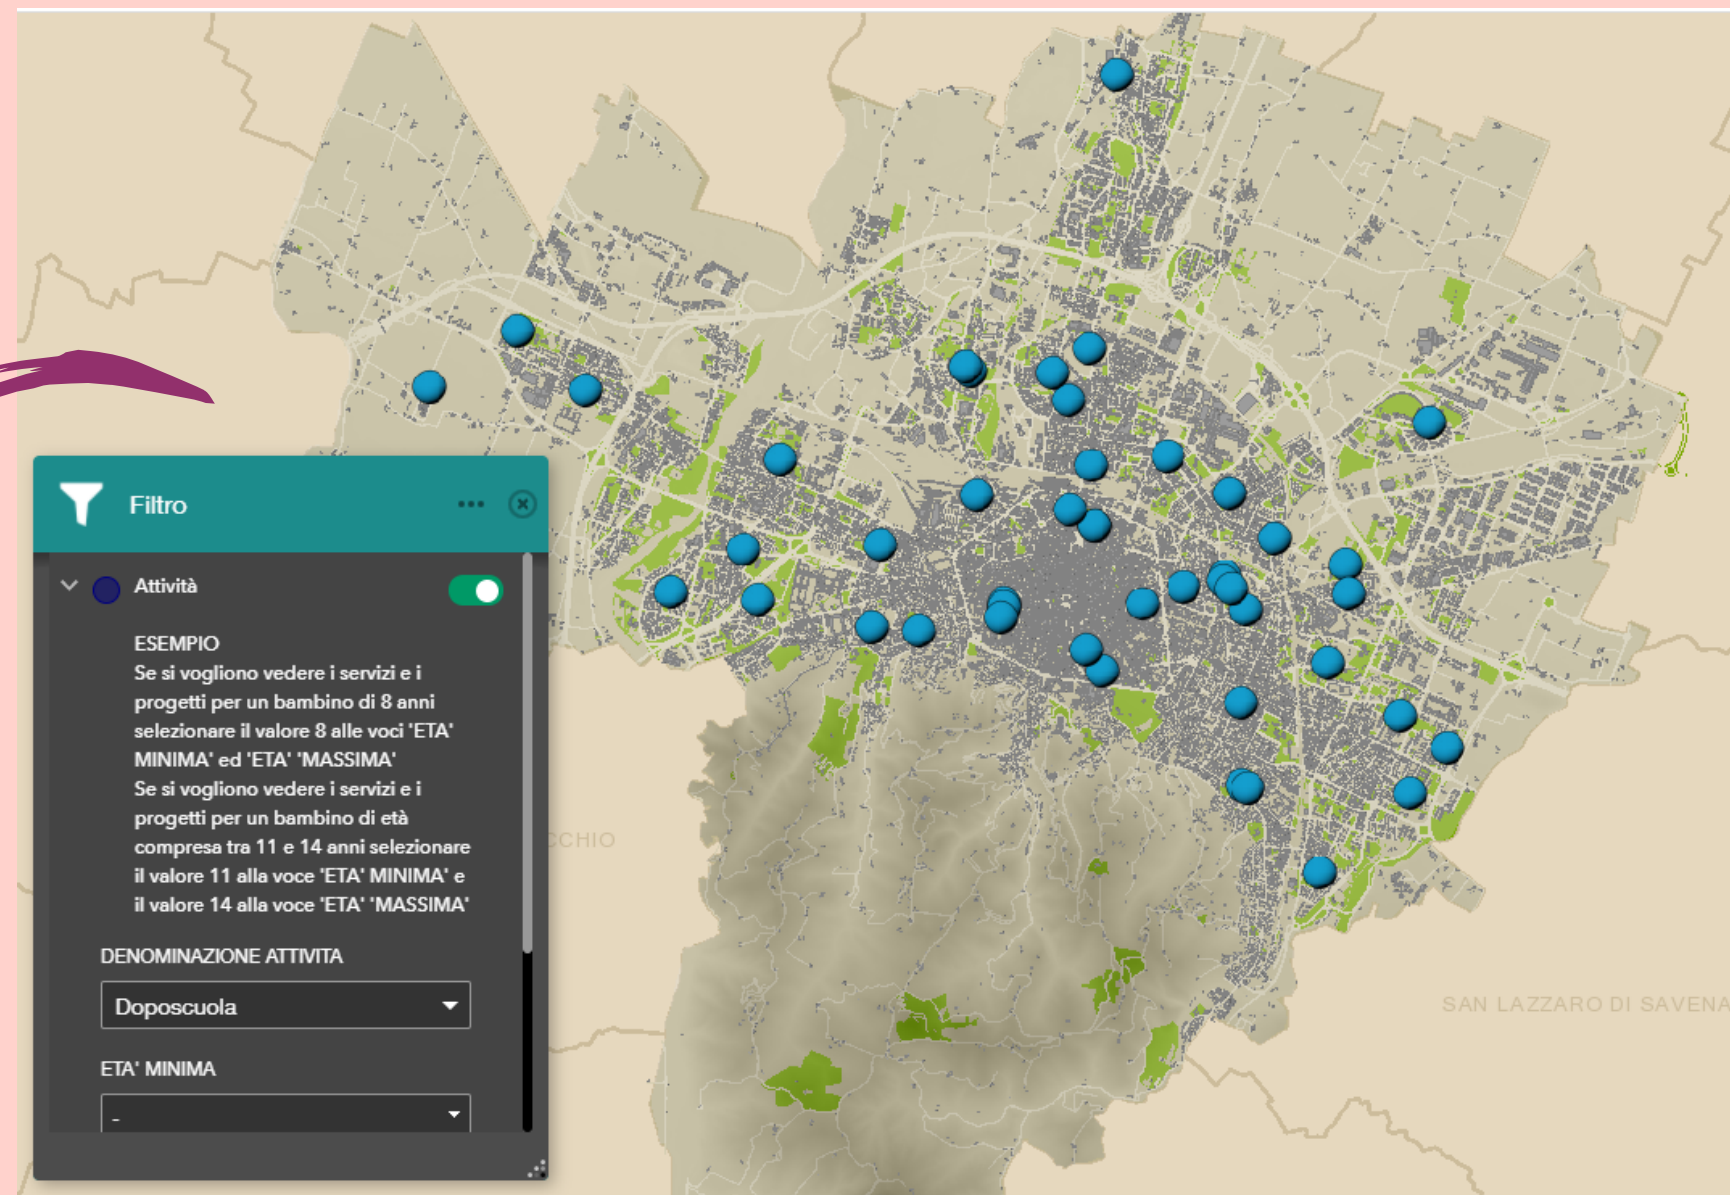 Filtro
Attività
ESEMPIO
Se si vogliono vedere i servizi e i
progetti per un bambino di 8 anni
selezionare il valore 8 alle voci 'ETA'
MINIMA' ed 'ETA' 'MASSIMA'
Se si vogliono vedere i servizi e i
progetti per un bambino di età
compresa tra 11 e 14 anni selezionare
il valore 11 alla voce 'ETA' MINIMA' e
il valore 14 alla voce 'ETA' 'MASSIMA'
DENOMINAZIONE ATTIVITA
Doposcuola
ETA' MINIMA
-
CCHIO
SAN LAZZARO DI SAVENA